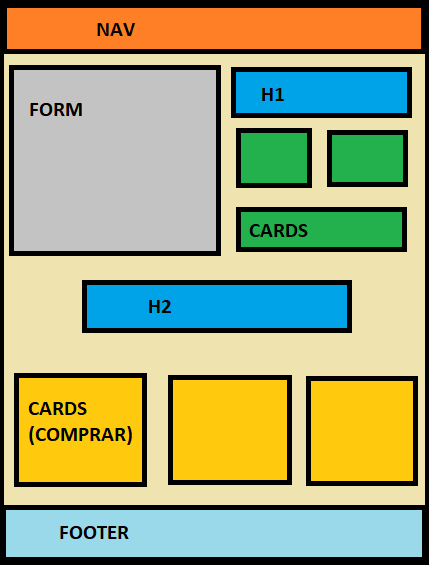 NAV
FORM
H1
CARDS
H2
CARDS
(COMPRAR)
FOOTER